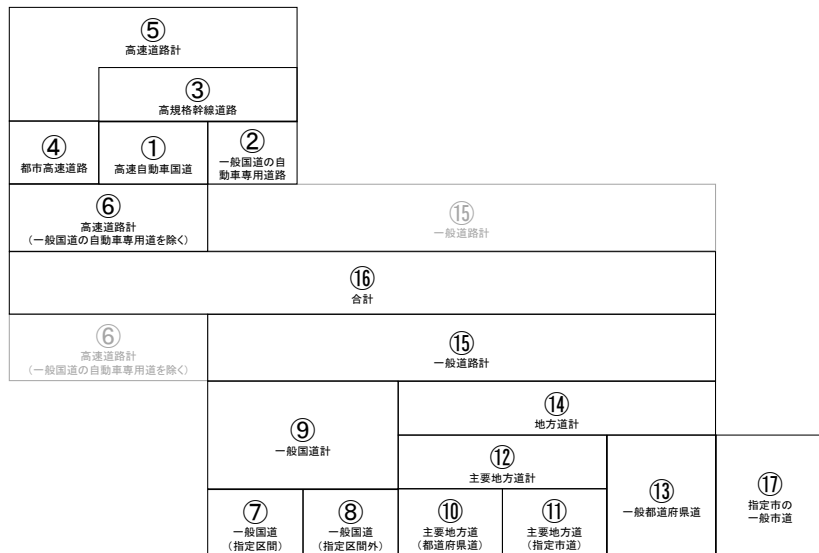 ⑤
高速道路計
③
高規格幹線道路
④
都市高速道路
①
高速自動車国道
②
一般国道の自
動車専用道路
⑥
高速道路計
(一般国道の自動車専用道を除く)
⑮
一般道路計
⑯
合計
⑥
高速道路計
(一般国道の自動車専用道を除く)
⑮
一般道路計
⑨
一般国道計
⑭
地方道計
⑫
主要地方道計
⑦
一般国道
(指定区間)
⑧
一般国道
(指定区間外)
⑩
主要地方道
(都道府県道)
⑪
主要地方道
(指定市道)
⑬
一般都道府県道
⑰
指定市の
一般市道